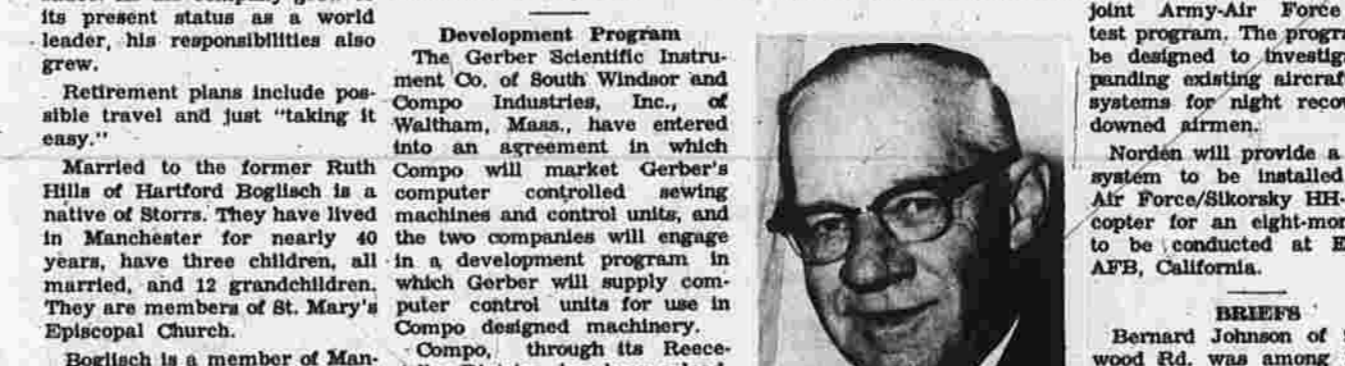 its present status as a world
leader, his responsibilities also
grew.
Retirement plans include pos-
sible travel and just "taking it
easy."
Married to the former Ruth
Hills of Hartford Boglisch is a
native of Storrs. They have lived
in Manchester for nearly 40
years, have three children, all
married, and 12 grandchildren.
They are members of St. Mary's
Episcopal Church.
Boglisch is a member of Man-
Development Program
The Gerber Scientific Instru-
ment Co. of South Windsor and
Compo Industries, Inc., of
Waltham, Mass., have entered
into an agreement in which
Compo will market Gerber's
computer controlled sewing
machines and control units, and
the two companies will engage
in a development program in
which Gerber will supply com-
puter control units for use in
Compo designed machinery.
Compo, through its Reece-
joint Army-Air Force
test program. The progra
be designed to investig
panding existing aircraf
systems for night reco
downed airmen.
Norden will provide a
system to be installed
Air Force/Sikorsky HH-
copter for an eight-mon
to be conducted at E
AFB, California.
BRIEFS
Bernard Johnson of
wood Rd. was among